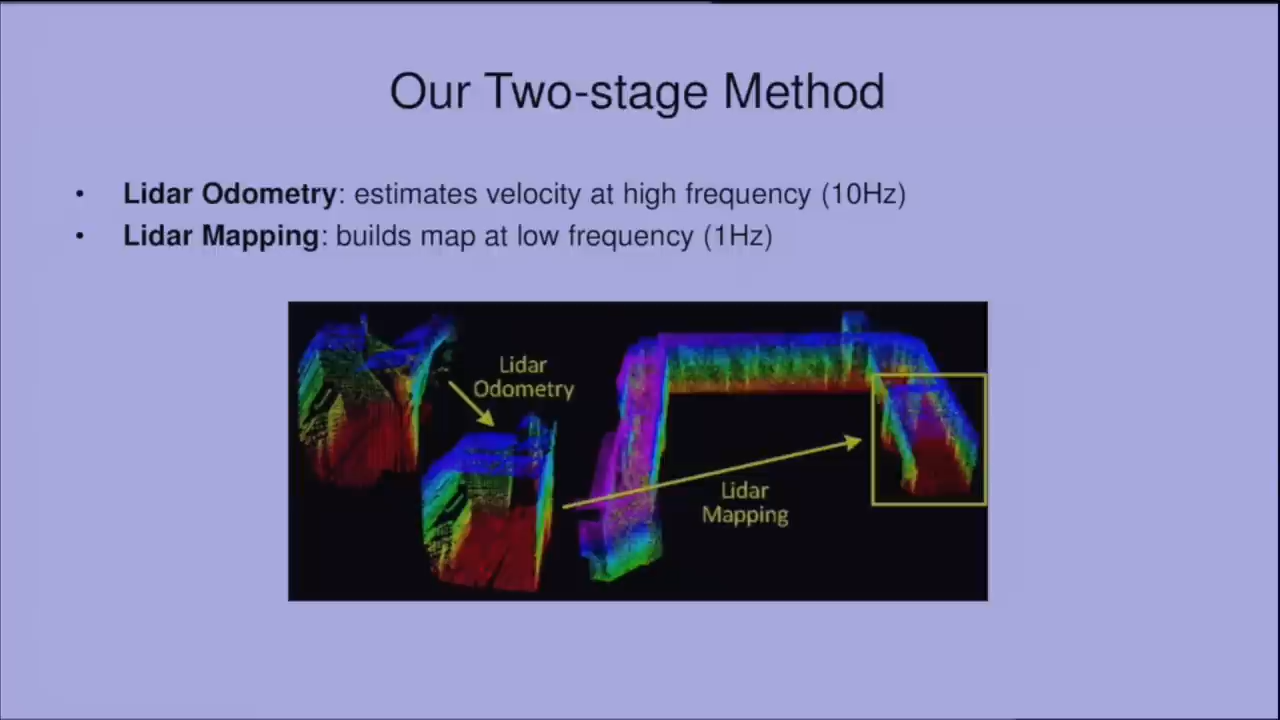 Our Two-stage Method
• Lidar Odometry: estimates velocity at high frequency (10Hz)
• Lidar Mapping: builds map at low frequency (1Hz)
Lidar
Odometry
Lidar
Mapping